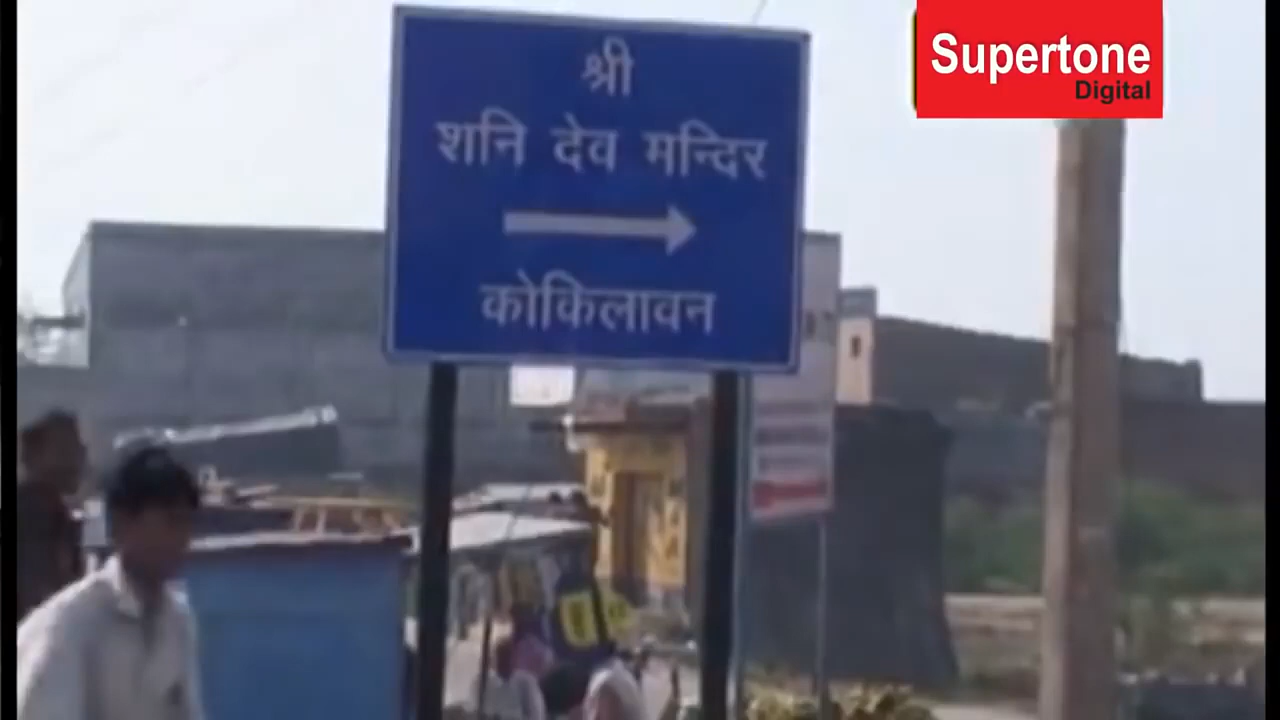 श्री
शनि देव मन्दिर
कोकिलावन
Supertone
Digital